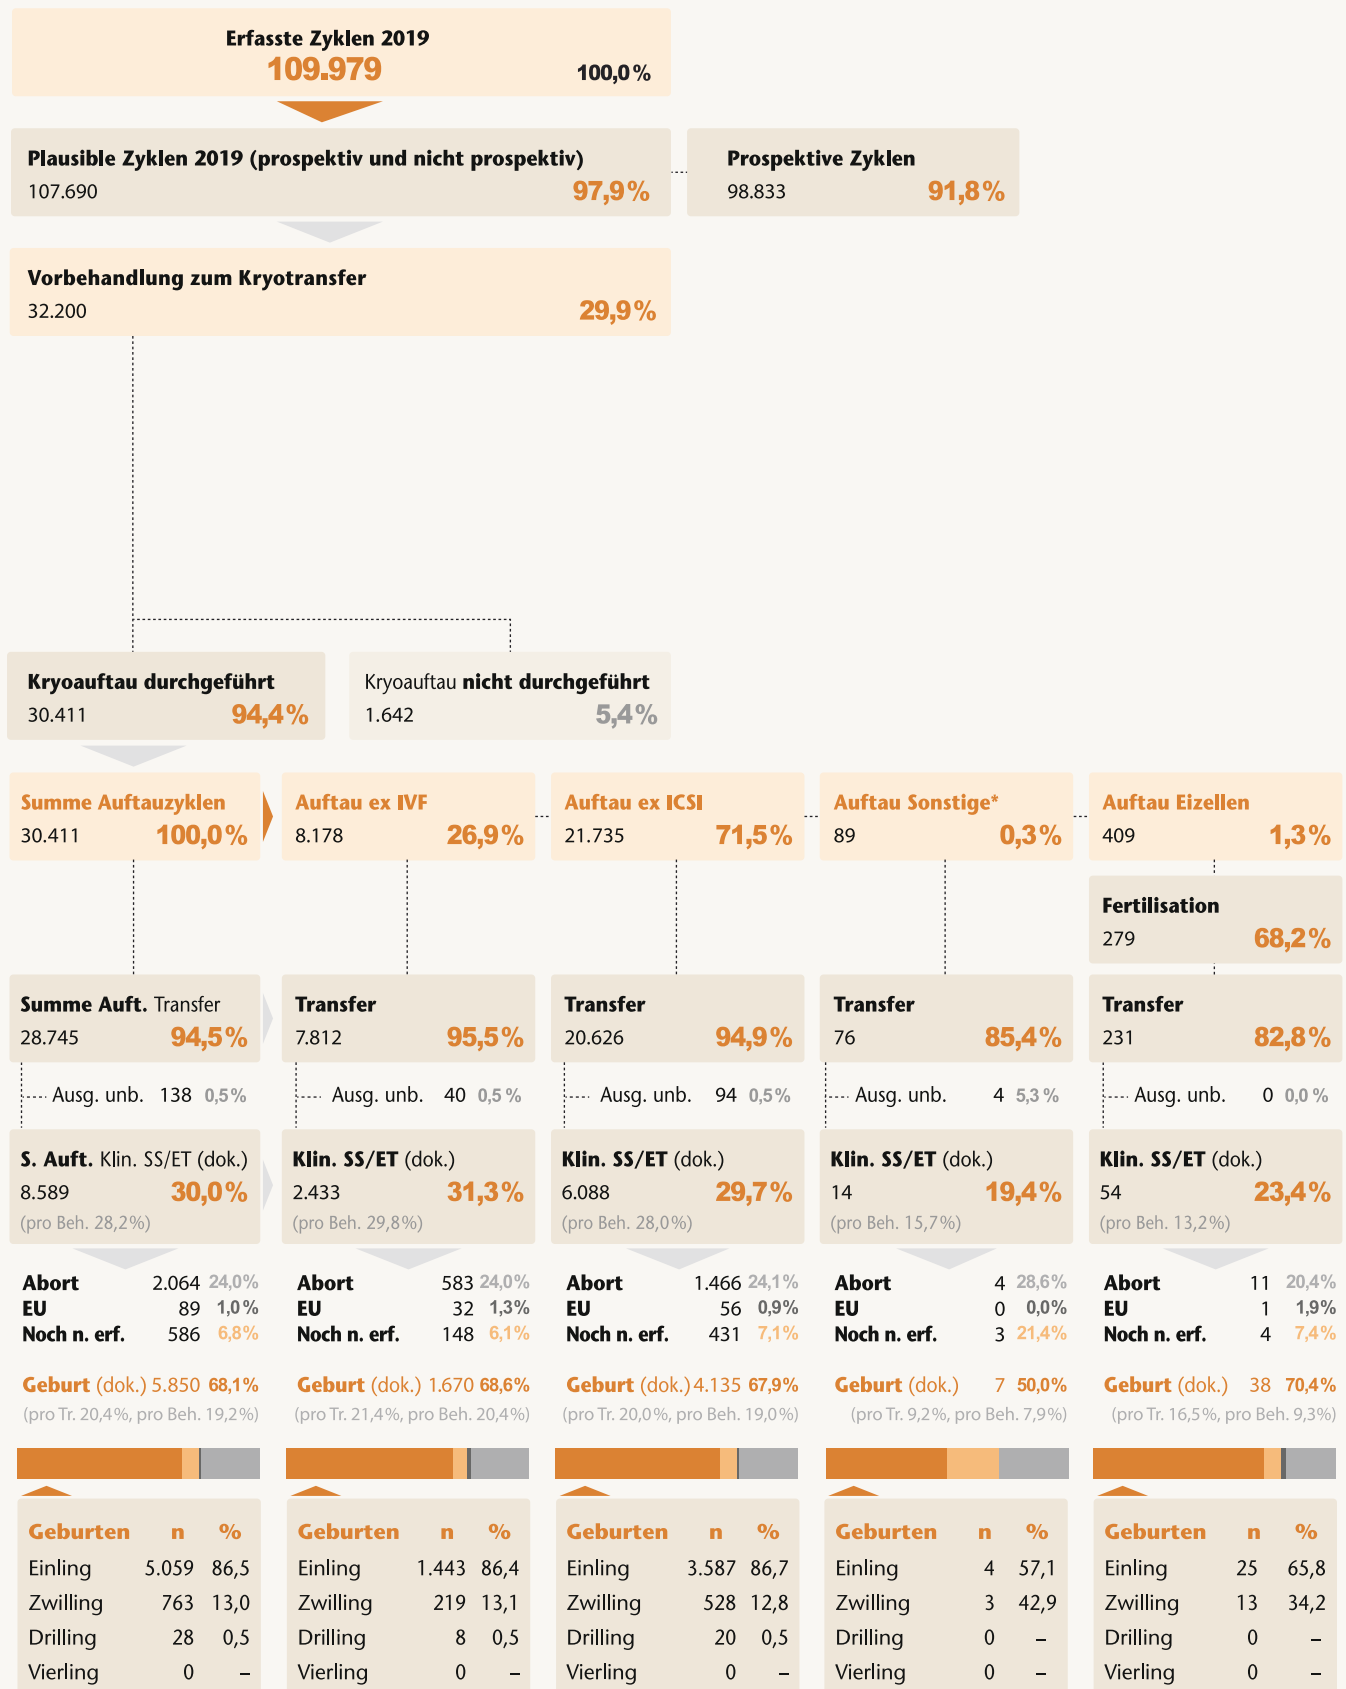 Erfasste Zyklen 2019
109.979 100,0 %
Plausible Zyklen 2019 (prospektiv und nicht prospektiv)
107.690 97,9 %
Prospektive Zyklen
98.833 91,8 %
Vorbehandlung zum Kryotransfer
32.200 29,9 %
Kryoauftau durchgeführt
30.411 94,4 %
Kryoauftau nicht durchgeführt
1.642 5,4 %
Summe Auftauzyklen
30.411 100,0 %
Auftau ex IVF
8.178 26,9 %
Auftau ex ICSI
21.735 71,5 %
Auftau Sonstige*
89 0,3 %
Auftau Eizellen
409 1,3 %
Fertilisation
279 68,2 %
Summe Auft. Transfer
28.745 94,5 %
Transfer
7.812 95,5 %
Transfer
20.626 94,9 %
Transfer
76 85,4 %
Transfer
231 82,8 %
Ausg. unb. 138 0,5 %
Ausg. unb. 40 0,5 %
Ausg. unb. 94 0,5 %
Ausg. unb. 4 5,3 %
Ausg. unb. 0 0,0 %
S. Auft. Klin. SS/ET (dok.)
8.589 30,0 %
(pro Beh. 28,2 %)
Klin. SS/ET (dok.)
2.433 31,3 %
(pro Beh. 29,8 %)
Klin. SS/ET (dok.)
6.088 29,7 %
(pro Beh. 28,0 %)
Klin. SS/ET (dok.)
14 19,4 %
(pro Beh. 15,7 %)
Klin. SS/ET (dok.)
54 23,4 %
(pro Beh. 13,2 %)
Abort 2.064 24,0 %
EU 89 1,0 %
Noch n. erf. 586 6,8 %
Geburt (dok.) 5.850 68,1 %
(pro Tr. 20,4 %, pro Beh. 19,2 %)
Abort 583 24,0 %
EU 32 1,3 %
Noch n. erf. 148 6,1 %
Geburt (dok.) 1.670 68,6 %
(pro Tr. 21,4 %, pro Beh. 20,4 %)
Abort 1.466 24,1 %
EU 56 0,9 %
Noch n. erf. 431 7,1 %
Geburt (dok.) 4.135 67,9 %
(pro Tr. 20,0 %, pro Beh. 19,0 %)
Abort 4 28,6 %
EU 0 0,0 %
Noch n. erf. 3 21,4 %
Geburt (dok.) 7 50,0 %
(pro Tr. 9,2 %, pro Beh. 7,9 %)
Abort 11 20,4 %
EU 1 1,9 %
Noch n. erf. 4 7,4 %
Geburt (dok.) 38 70,4 %
(pro Tr. 16,5 %, pro Beh. 9,3 %)
Geburten n %
Einling 5.059 86,5
Zwilling 763 13,0
Drilling 28 0,5
Vierling 0 –
Geburten n %
Einling 1.443 86,4
Zwilling 219 13,1
Drilling 8 0,5
Vierling 0 –
Geburten n %
Einling 3.587 86,7
Zwilling 528 12,8
Drilling 20 0,5
Vierling 0 –
Geburten n %
Einling 4 57,1
Zwilling 3 42,9
Drilling 0 –
Vierling 0 –
Geburten n %
Einling 25 65,8
Zwilling 13 34,2
Drilling 0 –
Vierling 0 –